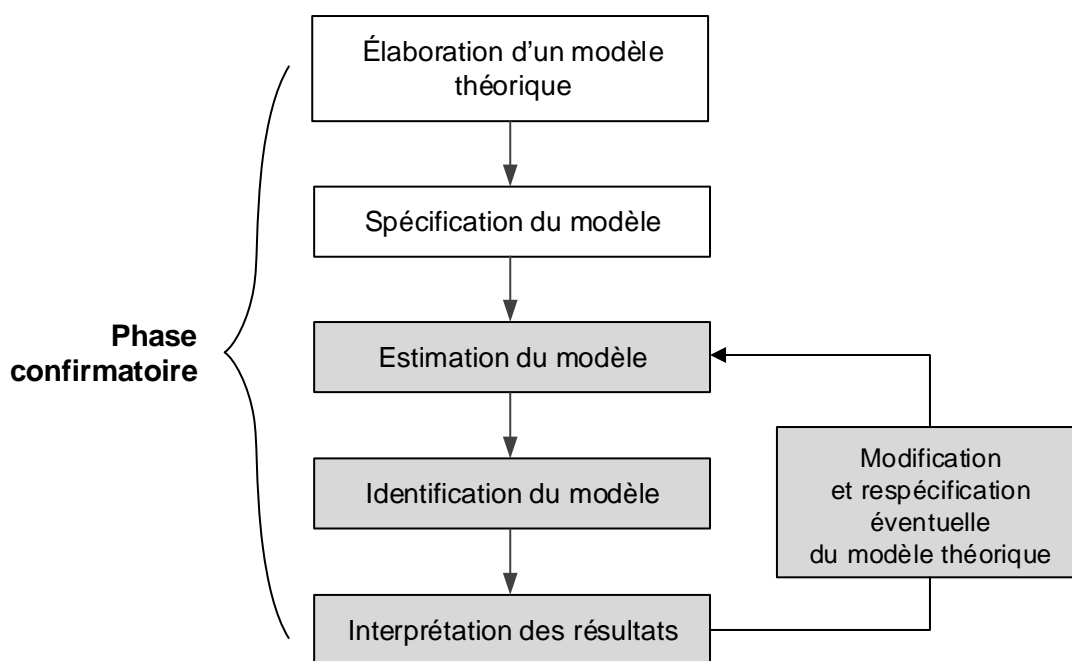 Élaboration d’un modèle
théorique
Spécification du modèle
Phase
confirmatoire
Estimation du modèle
Identification du modèle
Modification
et respécification
éventuelle
du modèle théorique
Interprétation des résultats